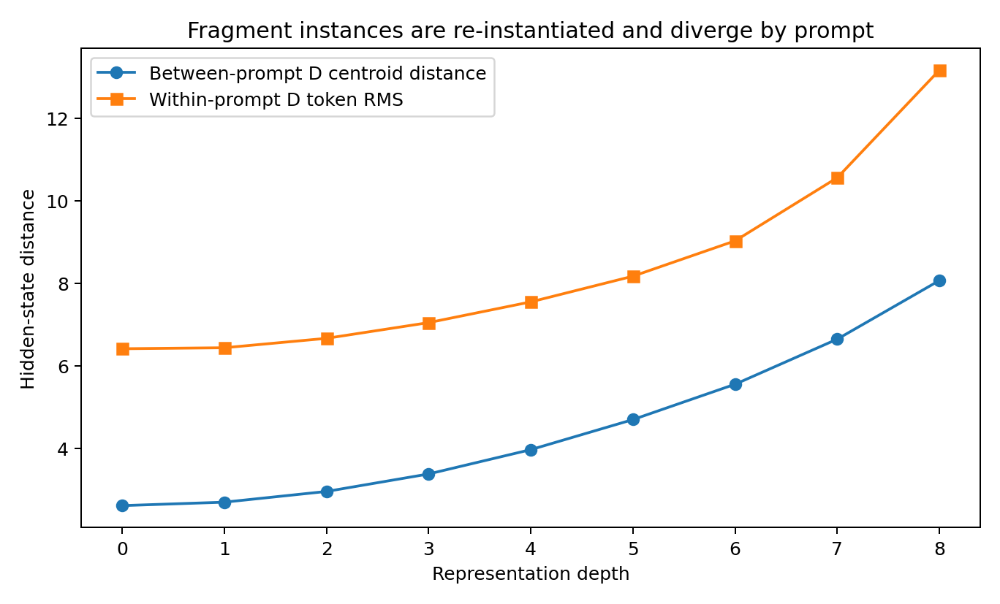 Fragment instances are re-instantiated and diverge by prompt
Between-prompt D centroid distance
Within-prompt D token RMS
Hidden-state distance
12
10
8
6
4
0 1 2 3 4 5 6 7 8
Representation depth